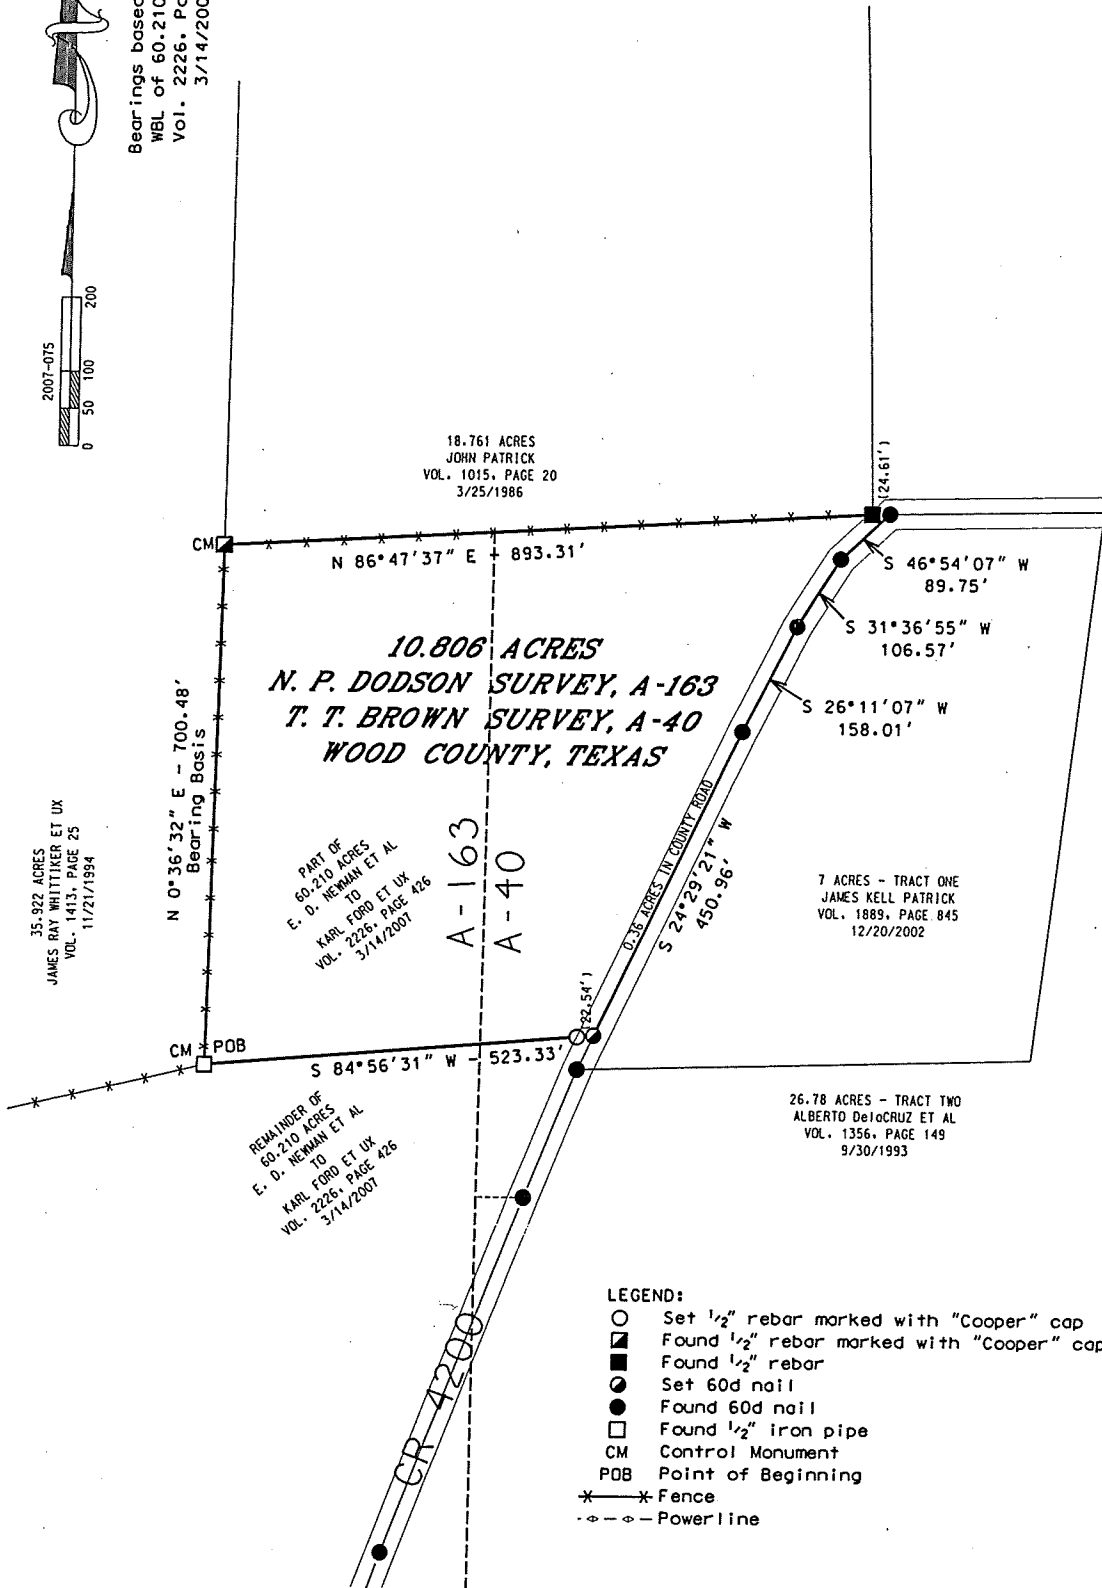 Bearings based
WBL of 60.210
Vol. 2226. Pa
3/14/200
2007-075
0 50 100 200
18.761 ACRES
JOHN PATRICK
VOL. 1015, PAGE 20
3/25/1986
(24.61')
CM
N 86°47'37" E - 893.31'
S 46°54'07" W
89.75'
S 31°36'55" W
106.57'
S 26°11'07" W
158.01'
10.806 ACRES
N. P. DODSON SURVEY, A-163
T. T. BROWN SURVEY, A-40
WOOD COUNTY, TEXAS
N 0°36'32" E - 700.48'
Bearing Basis
35.922 ACRES
JAMES RAY WHITTIKER ET UX
VOL. 1413, PAGE 25
11/21/1994
PART OF
60.210 ACRES
E. D. NEWMAN ET AL
TO
KARL FORD ET UX
VOL. 2226, PAGE 426
3/14/2007
A-163
A-40
0.36 ACRES IN COUNTY ROAD
S 24°29'21" W
450.96'
7 ACRES - TRACT ONE
JAMES KELL PATRICK
VOL. 1889, PAGE 845
12/20/2002
(22.54')
CM POB
S 84°56'31" W - 523.33'
REMAINDER OF
60.210 ACRES
E. D. NEWMAN ET AL
TO
KARL FORD ET UX
VOL. 2226, PAGE 426
3/14/2007
26.78 ACRES - TRACT TWO
ALBERTO DelaCRUZ ET AL
VOL. 1356, PAGE 149
9/30/1993
CR 4200
LEGEND:
Set 1/2" rebar marked with "Cooper" cap
Found 1/2" rebar marked with "Cooper" cap
Found 1/2" rebar
Set 60d nail
Found 60d nail
Found 1/2" iron pipe
CM Control Monument
POB Point of Beginning
Fence
Powerline